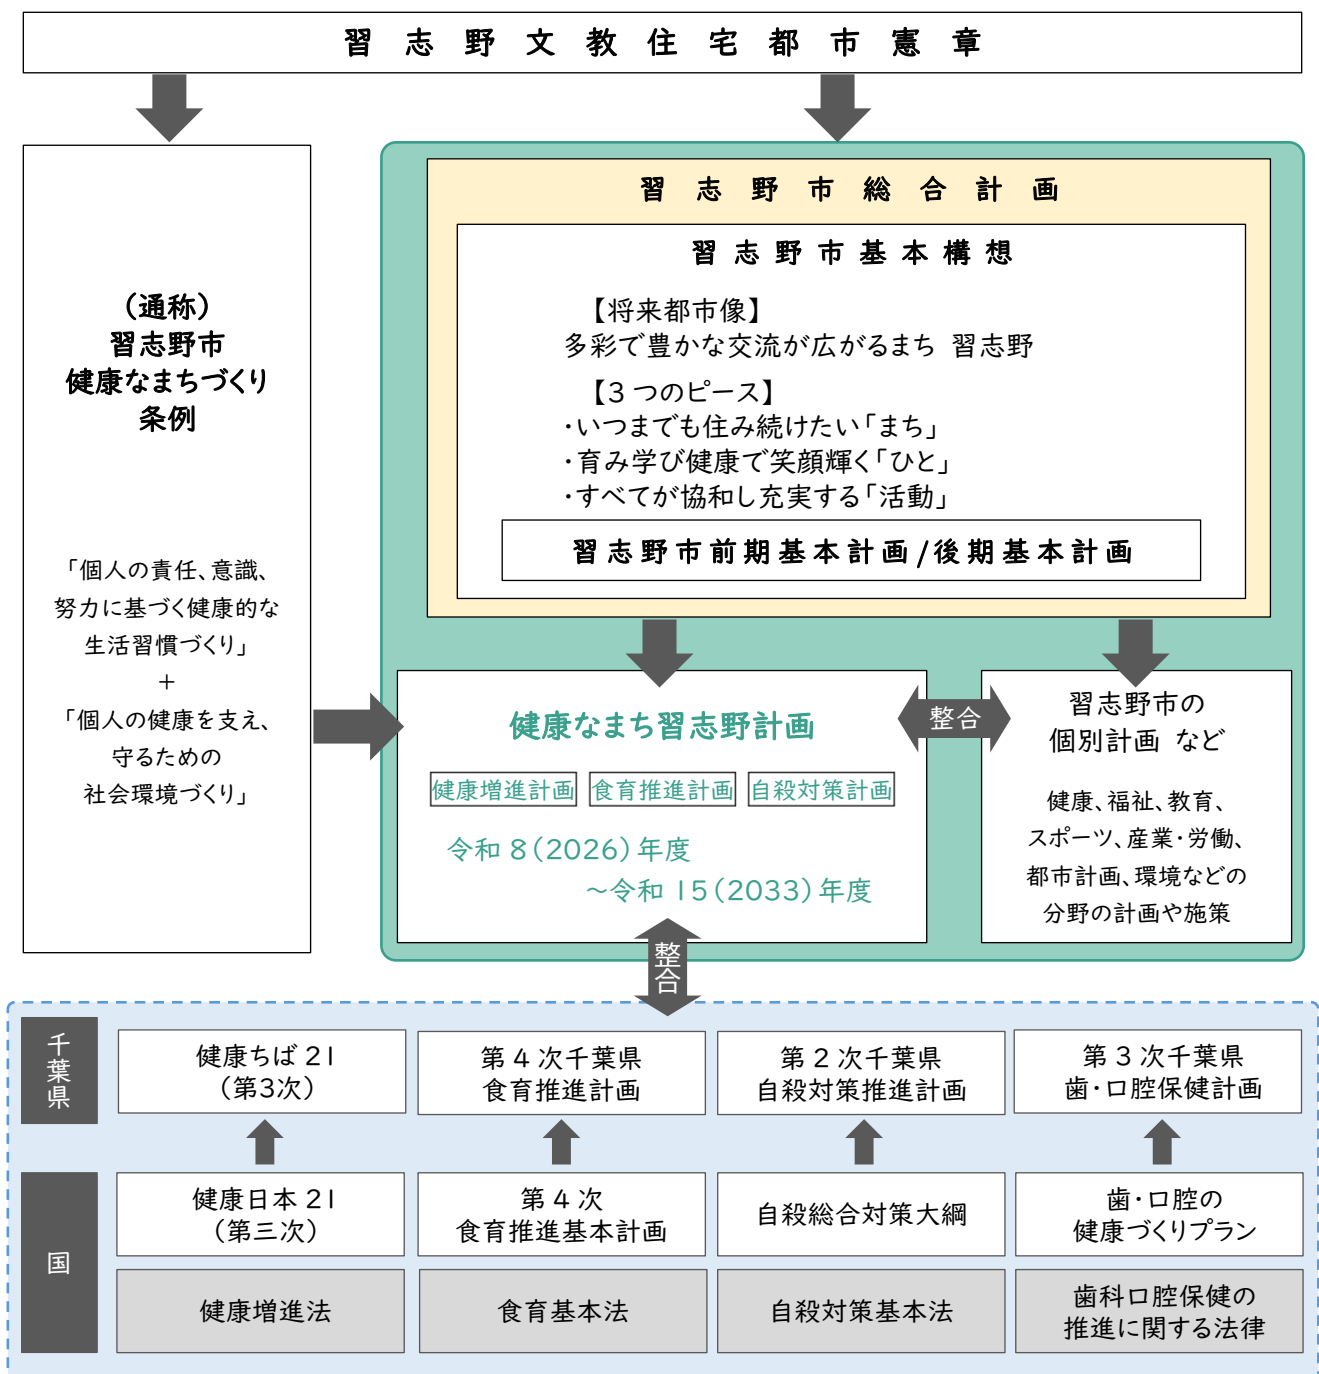 習志野文教住宅都市憲章
（通称）
習志野市
健康なまちづくり
条例
「個人の責任、意識、
努力に基づく健康的な
生活習慣づくり」
＋
「個人の健康を支え、
守るための
社会環境づくり」
習志野市総合計画
習志野市基本構想
【将来都市像】
多彩で豊かな交流が広がるまち 習志野
【3つのピース】
・いつまでも住み続けたい「まち」
・育み学び健康で笑顔輝く「ひと」
・すべてが協和し充実する「活動」
習志野市前期基本計画/後期基本計画
健康なまち習志野計画
健康増進計画 食育推進計画 自殺対策計画
令和8(2026)年度
～令和15(2033)年度
整合
習志野市の
個別計画 など
健康、福祉、教育、
スポーツ、産業・労働、
都市計画、環境などの
分野の計画や施策
整合
千葉県
健康ちば21
(第3次)
第4次千葉県
食育推進計画
第2次千葉県
自殺対策推進計画
第3次千葉県
歯・口腔保健計画
国
健康日本21
(第三次)
第4次
食育推進基本計画
自殺総合対策大綱
歯・口腔の
健康づくりプラン
健康増進法
食育基本法
自殺対策基本法
歯科口腔保健の
推進に関する法律